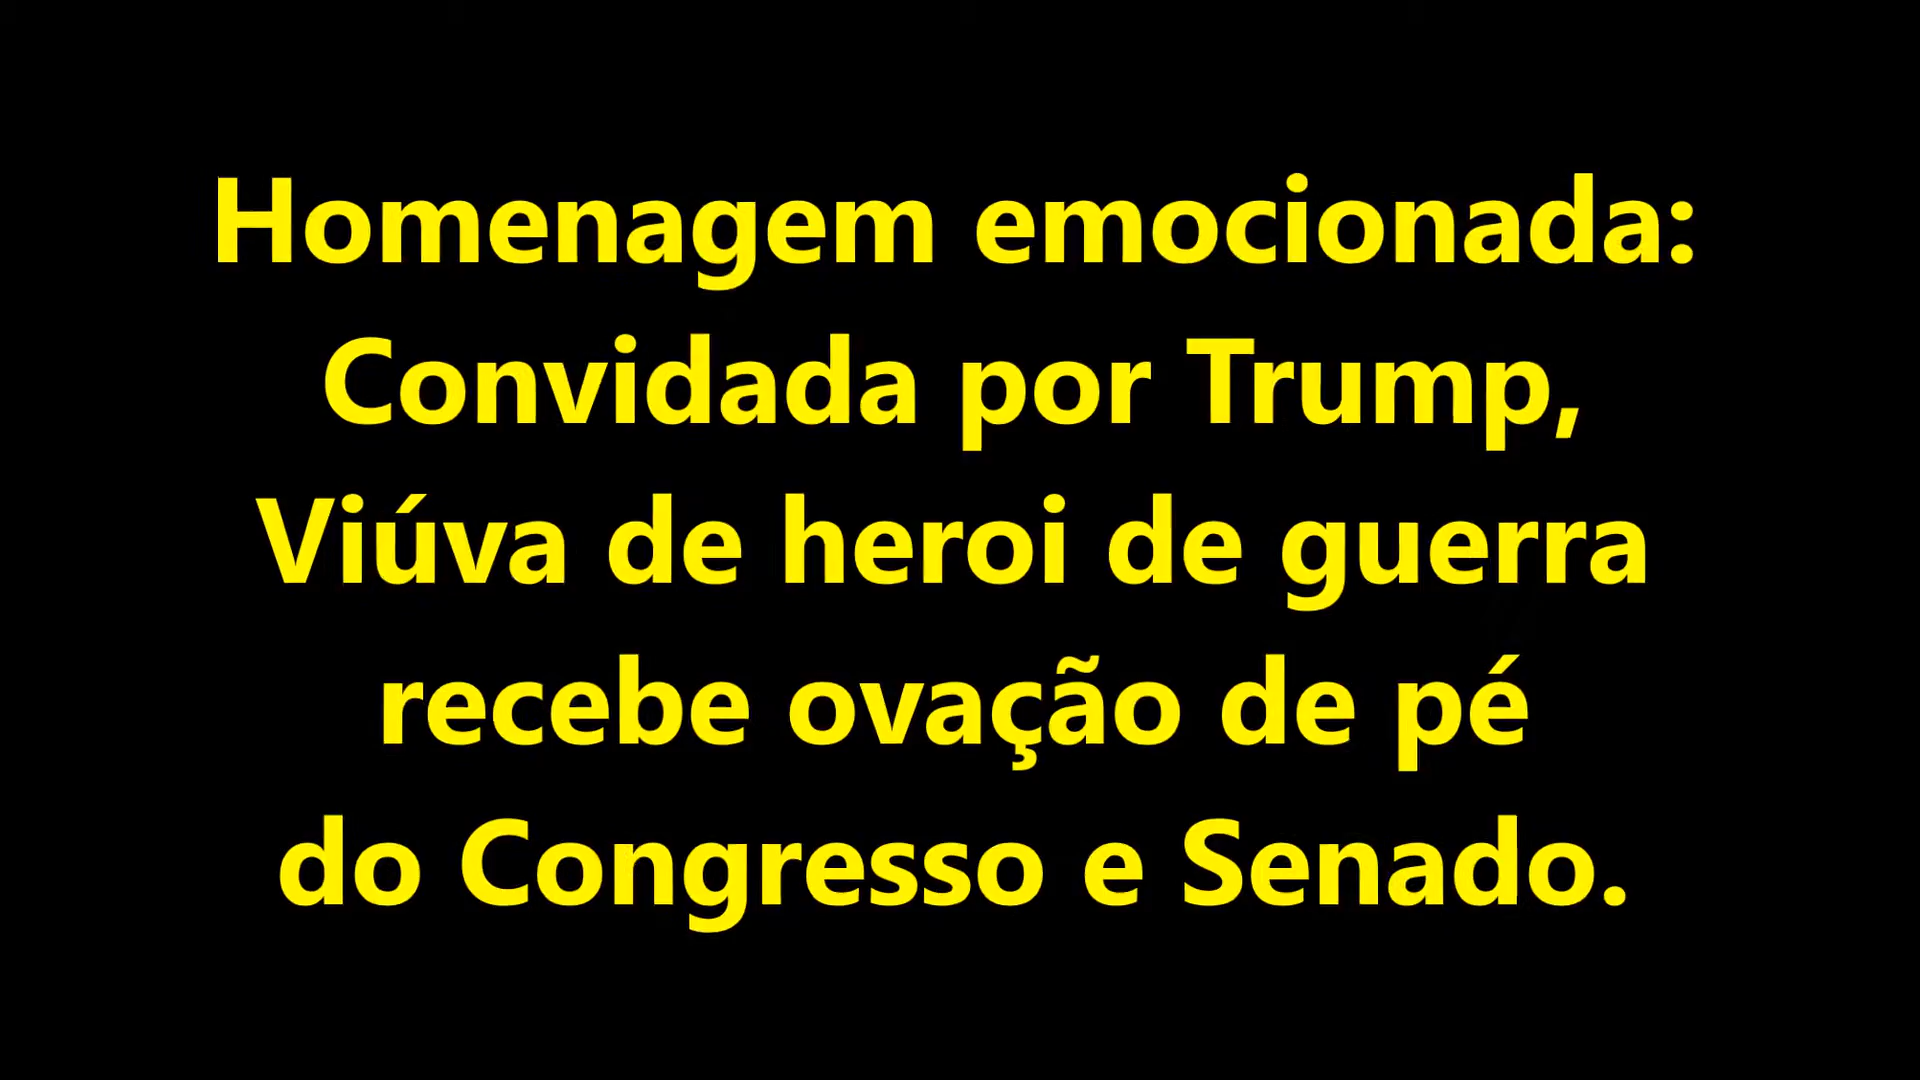 Homenagem emocionada:
Convidada por Trump,
Viúva de heroi de guerra
recebe ovação de pé
do Congresso e Senado.